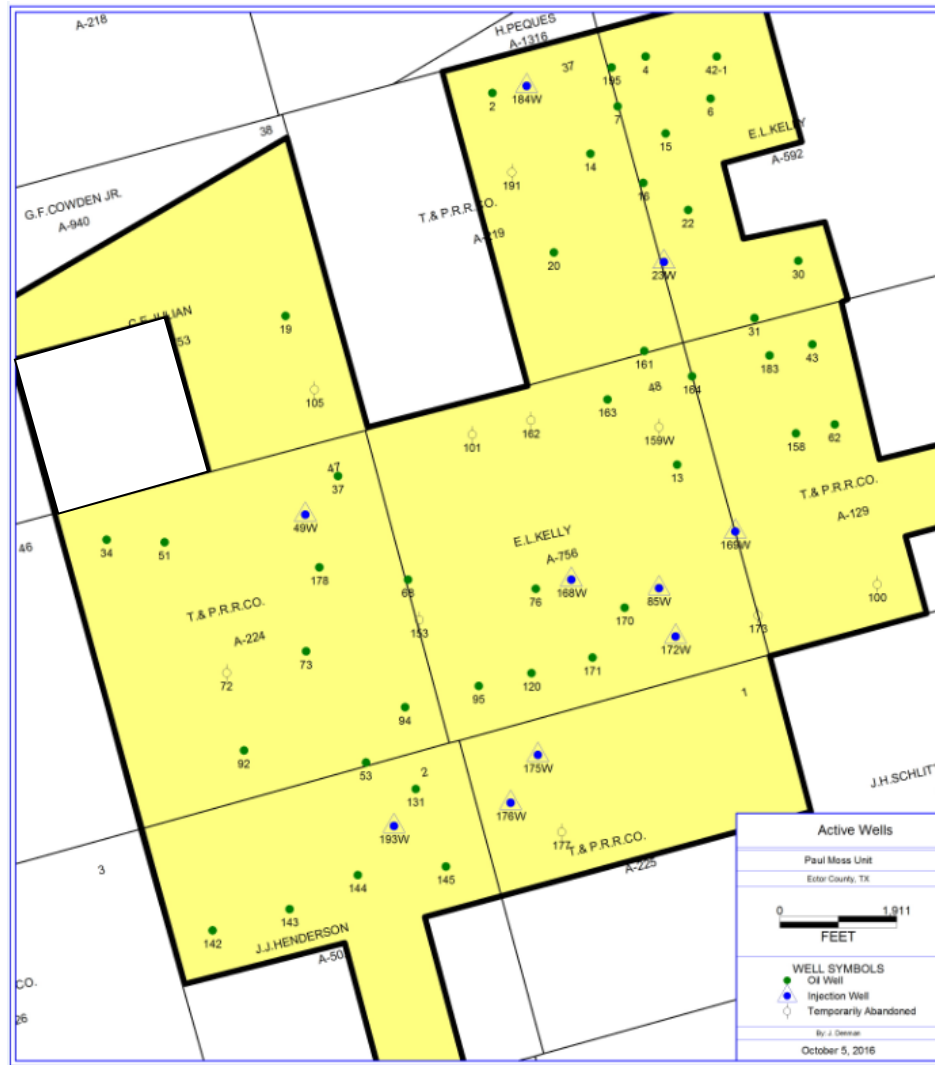 A-218
H.PEQUES
A-1316
37
195
4
42-1
2
184W
7
6
38
15
E.L.KELLY
A-592
14
191
G.F.COWDEN JR.
A-940
16
T.& P.R.R.CO.
22
20
23W
30
19
31
161
43
183
105
48
164
163
101
162
159W
158
62
47
37
13
T.& P.R.R.CO.
A-129
49W
E.L.KELLY
A-756
169W
46
34
51
178
68
76
168W
85W
100
T.& P.R.R.CO.
A-224
153
170
173
72
73
172W
95
120
171
94
1
92
53
2
175W
J.H.SCHLIT
131
176W
193W
177
T.& P.R.R.CO.
A-225
3
144
145
143
142
J.J.HENDERSON
A-50
CO.
26
Active Wells
Paul Moss Unit
Ector County, TX
0 1,911
FEET
WELL SYMBOLS
Oil Well
Injection Well
Temporarily Abandoned
By: J. Denman
October 5, 2016